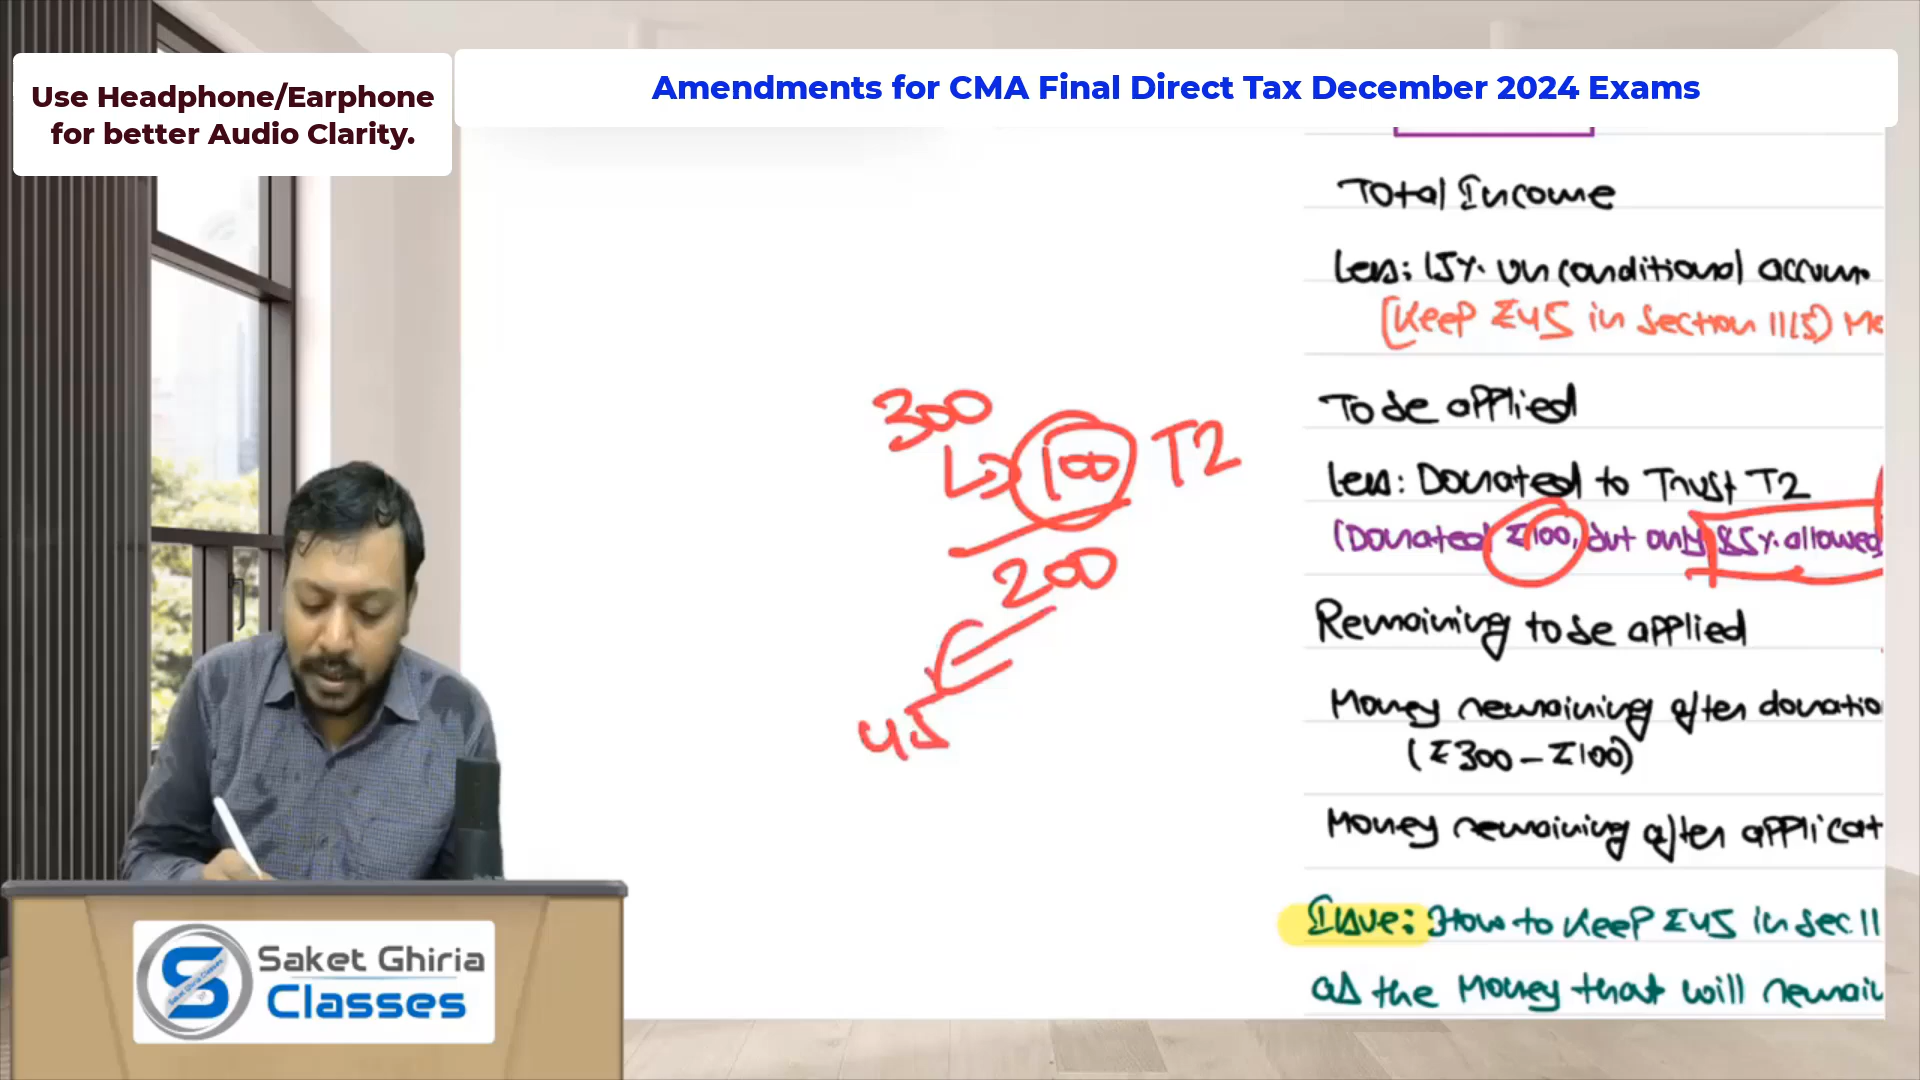 Use Headphone/Earphone
for better Audio Clarity.
Amendments for CMA Final Direct Tax December 2024 Exams
Total Income
Less: 15% unconditional accum
[Keep ₹45 in Section 11(5) Mo
To be applied
Less: Donated to Trust T2
(Donated ₹100, but only 85% allowed
Remaining to be applied
Money remaining after donatio
(₹300 - ₹100)
Money remaining after applicat
Issue: How to keep ₹45 in Sec 11
as the Money that will remain
300
100 T2
200
45
Saket Ghiria
Classes